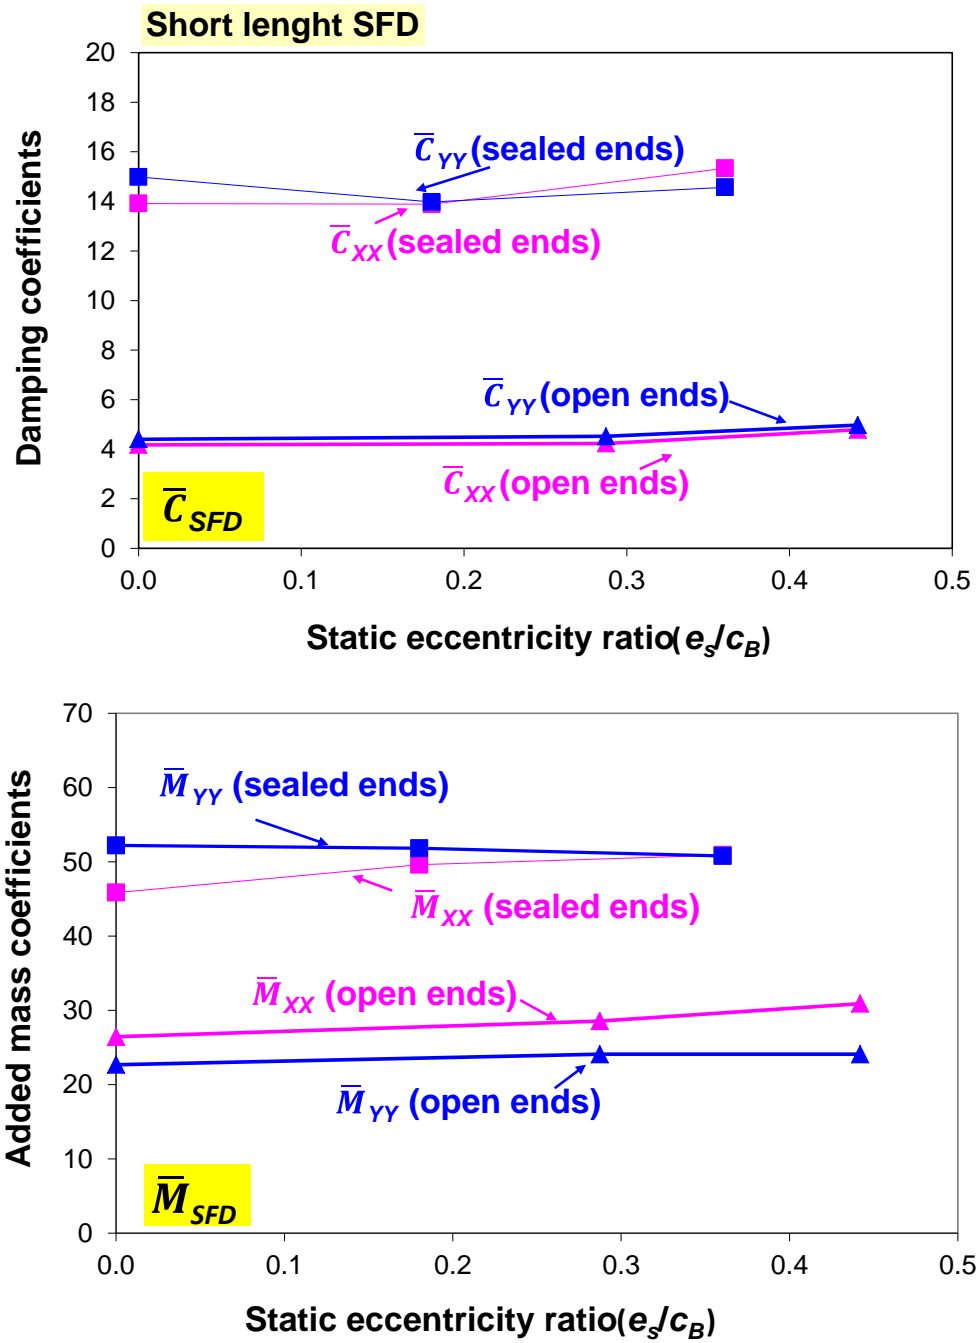 Short lenght SFD
20
18
16
14
12
10
8
6
4
2
0
Damping coefficients
C̅YY (sealed ends)
C̅XX (sealed ends)
C̅YY (open ends)
C̅XX (open ends)
C̅SFD
0.0 0.1 0.2 0.3 0.4 0.5
Static eccentricity ratio(es/cB)
70
60
50
40
30
20
10
0
Added mass coefficients
M̅YY (sealed ends)
M̅XX (sealed ends)
M̅XX (open ends)
M̅YY (open ends)
M̅SFD
0.0 0.1 0.2 0.3 0.4 0.5
Static eccentricity ratio(es/cB)